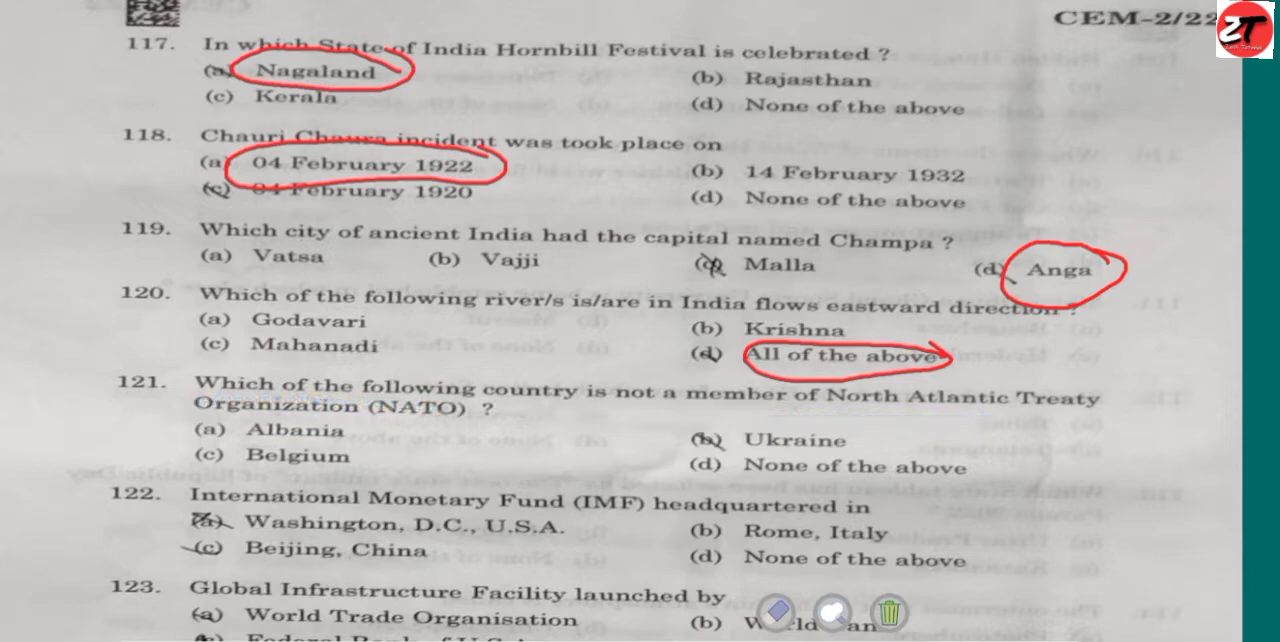 CEM-2/22
ZT
117. In which State of India Hornbill Festival is celebrated ?
(a) Nagaland (b) Rajasthan
(c) Kerala (d) None of the above
118. Chauri Chaura incident was took place on
(a) 04 February 1922 (b) 14 February 1932
(c) 04 February 1920 (d) None of the above
119. Which city of ancient India had the capital named Champa ?
(a) Vatsa (b) Vajji (c) Malla (d) Anga
120. Which of the following river/s is/are in India flows eastward direction ?
(a) Godavari (b) Krishna
(c) Mahanadi (d) All of the above
121. Which of the following country is not a member of North Atlantic Treaty
Organization (NATO) ?
(a) Albania (b) Ukraine
(c) Belgium (d) None of the above
122. International Monetary Fund (IMF) headquartered in
(a) Washington, D.C., U.S.A. (b) Rome, Italy
(c) Beijing, China (d) None of the above
123. Global Infrastructure Facility launched by
(a) World Trade Organisation (b)